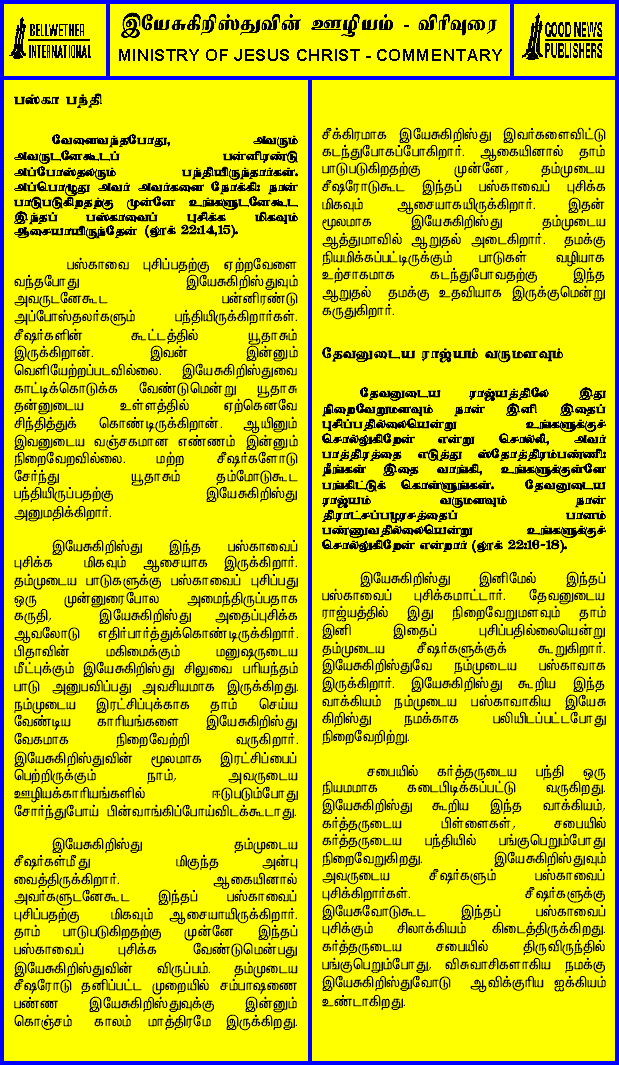 BELLWETHER
INTERNATIONAL
இயேசுகிறிஸ்துவின் ஊழியம் - விரிவுரை
MINISTRY OF JESUS CHRIST - COMMENTARY
GOOD NEWS
PUBLISHERS
பஸ்கா பந்தி
வேளைவந்தபோது, அவரும்
அவருடனேகூடப் பன்னிரண்டு
அப்போஸ்தலரும் பந்தியிருந்தார்கள்.
அப்பொழுது அவர் அவர்களை நோக்கி: நான்
பாடுபடுகிறதற்கு முன்னே உங்களுடனேகூட
இந்தப் பஸ்காவைப் புசிக்க மிகவும்
ஆசையாயிருந்தேன் (லூக் 22:14,15).
பஸ்காவை புசிப்பதற்கு ஏற்றவேளை
வந்தபோது இயேசுகிறிஸ்துவும்
அவருடனேகூட பன்னிரண்டு
அப்போஸ்தலர்களும் பந்தியிருக்கிறார்கள்.
சீஷர்களின் கூட்டத்தில் யூதாசும்
இருக்கிறான். இவன் இன்னும்
வெளியேற்றப்படவில்லை. இயேசுகிறிஸ்துவை
காட்டிக்கொடுக்க வேண்டுமென்று யூதாசு
தன்னுடைய உள்ளத்தில் ஏற்கெனவே
சிந்தித்துக் கொண்டிருக்கிறான். ஆயினும்
இவனுடைய வஞ்சகமான எண்ணம் இன்னும்
நிறைவேறவில்லை. மற்ற சீஷர்களோடு
சேர்ந்து யூதாசும் தம்மோடுகூட
பந்தியிருப்பதற்கு இயேசுகிறிஸ்து
அனுமதிக்கிறார்.
இயேசுகிறிஸ்து இந்த பஸ்காவைப்
புசிக்க மிகவும் ஆசையாக இருக்கிறார்.
தம்முடைய பாடுகளுக்கு பஸ்காவைப் புசிப்பது
ஒரு முன்னுரைபோல அமைந்திருப்பதாக
கருதி, இயேசுகிறிஸ்து அதைப்புசிக்க
ஆவலோடு எதிர்பார்த்துக்கொண்டிருக்கிறார்.
பிதாவின் மகிமைக்கும் மனுஷருடைய
மீட்புக்கும் இயேசுகிறிஸ்து சிலுவை பரியந்தம்
பாடு அனுபவிப்பது அவசியமாக இருக்கிறது.
நம்முடைய இரட்சிப்புக்காக தாம் செய்ய
வேண்டிய காரியங்களை இயேசுகிறிஸ்து
வேகமாக நிறைவேற்றி வருகிறார்.
இயேசுகிறிஸ்துவின் மூலமாக இரட்சிப்பைப்
பெற்றிருக்கும் நாம், அவருடைய
ஊழியக்காரியங்களில் ஈடுபடும்போது
சோர்ந்துபோய் பின்வாங்கிப்போய்விடக்கூடாது.
இயேசுகிறிஸ்து தம்முடைய
சீஷர்கள்மீது மிகுந்த அன்பு
வைத்திருக்கிறார். ஆகையினால்
அவர்களுடனேகூட இந்தப் பஸ்காவைப்
புசிப்பதற்கு மிகவும் ஆசையாயிருக்கிறார்.
தாம் பாடுபடுகிறதற்கு முன்னே இந்தப்
பஸ்காவைப் புசிக்க வேண்டுமென்பது
இயேசுகிறிஸ்துவின் விருப்பம். தம்முடைய
சீஷரோடு தனிப்பட்ட முறையில் சம்பாஷணை
பண்ண இயேசுகிறிஸ்துவுக்கு இன்னும்
கொஞ்சம் காலம் மாத்திரமே இருக்கிறது.
சீக்கிரமாக இயேசுகிறிஸ்து இவர்களைவிட்டு
கடந்துபோகப்போகிறார். ஆகையினால் தாம்
பாடுபடுகிறதற்கு முன்னே, தம்முடைய
சீஷரோடுகூட இந்தப் பஸ்காவைப் புசிக்க
மிகவும் ஆசையாகயிருக்கிறார். இதன்
மூலமாக இயேசுகிறிஸ்து தம்முடைய
ஆத்துமாவில் ஆறுதல் அடைகிறார். தமக்கு
நியமிக்கப்பட்டிருக்கும் பாடுகள் வழியாக
உற்சாகமாக கடந்துபோவதற்கு இந்த
ஆறுதல் தமக்கு உதவியாக இருக்குமென்று
கருதுகிறார்.
தேவனுடைய ராஜ்யம் வருமளவும்
தேவனுடைய ராஜ்யத்திலே இது
நிறைவேறுமளவும் நான் இனி இதைப்
புசிப்பதில்லையென்று உங்களுக்குச்
சொல்லுகிறேன் என்று சொல்லி, அவர்
பாத்திரத்தை எடுத்து ஸ்தோத்திரம்பண்ணி:
நீங்கள் இதை வாங்கி, உங்களுக்குள்ளே
பங்கிட்டுக் கொள்ளுங்கள். தேவனுடைய
ராஜ்யம் வருமளவும் நான்
திராட்சப்பழரசத்தைப் பானம்
பண்ணுவதில்லையென்று உங்களுக்குச்
சொல்லுகிறேன் என்றார் (லூக் 22:16-18).
இயேசுகிறிஸ்து இனிமேல் இந்தப்
பஸ்காவைப் புசிக்கமாட்டார். தேவனுடைய
ராஜ்யத்தில் இது நிறைவேறுமளவும் தாம்
இனி இதைப் புசிப்பதில்லையென்று
தம்முடைய சீஷர்களுக்குக் கூறுகிறார்.
இயேசுகிறிஸ்துவே நம்முடைய பஸ்காவாக
இருக்கிறார். இயேசுகிறிஸ்து கூறிய இந்த
வாக்கியம் நம்முடைய பஸ்காவாகிய இயேசு
கிறிஸ்து நமக்காக பலியிடப்பட்டபோது
நிறைவேறிற்று.
சபையில் கர்த்தருடைய பந்தி ஒரு
நியமமாக கடைபிடிக்கப்பட்டு வருகிறது.
இயேசுகிறிஸ்து கூறிய இந்த வாக்கியம்,
கர்த்தருடைய பிள்ளைகள், சபையில்
கர்த்தருடைய பந்தியில் பங்குபெறும்போது
நிறைவேறுகிறது. இயேசுகிறிஸ்துவும்
அவருடைய சீஷர்களும் பஸ்காவைப்
புசிக்கிறார்கள். சீஷர்களுக்கு
இயேசுவோடுகூட இந்தப் பஸ்காவைப்
புசிக்கும் சிலாக்கியம் கிடைத்திருக்கிறது.
கர்த்தருடைய சபையில் திருவிருந்தில்
பங்குபெறும்போது, விசுவாசிகளாகிய நமக்கு
இயேசுகிறிஸ்துவோடு ஆவிக்குரிய ஐக்கியம்
உண்டாகிறது.